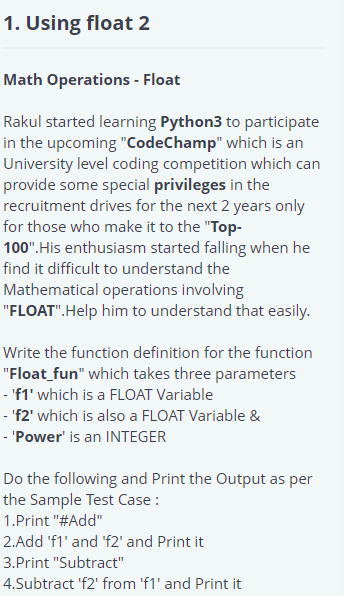 1. Using float 2
Math Operations - Float
Rakul started learning Python3 to participate
in the upcoming "CodeChamp" which is an
University level coding competition which can
provide some special privileges in the
recruitment drives for the next 2 years only
for those who make it to the "Top-
100".His enthusiasm started falling when he
find it difficult to understand the
Mathematical operations involving
"FLOAT".Help him to understand that easily.
Write the function definition for the function
"Float_fun" which takes three parameters
- 'f1' which is a FLOAT Variable
- 'f2' which is also a FLOAT Variable &
- 'Power' is an INTEGER
Do the following and Print the Output as per
the Sample Test Case :
1.Print "#Add"
2.Add 'f1' and 'f2' and Print it
3.Print "Subtract"
4.Subtract 'f2' from 'f1' and Print it